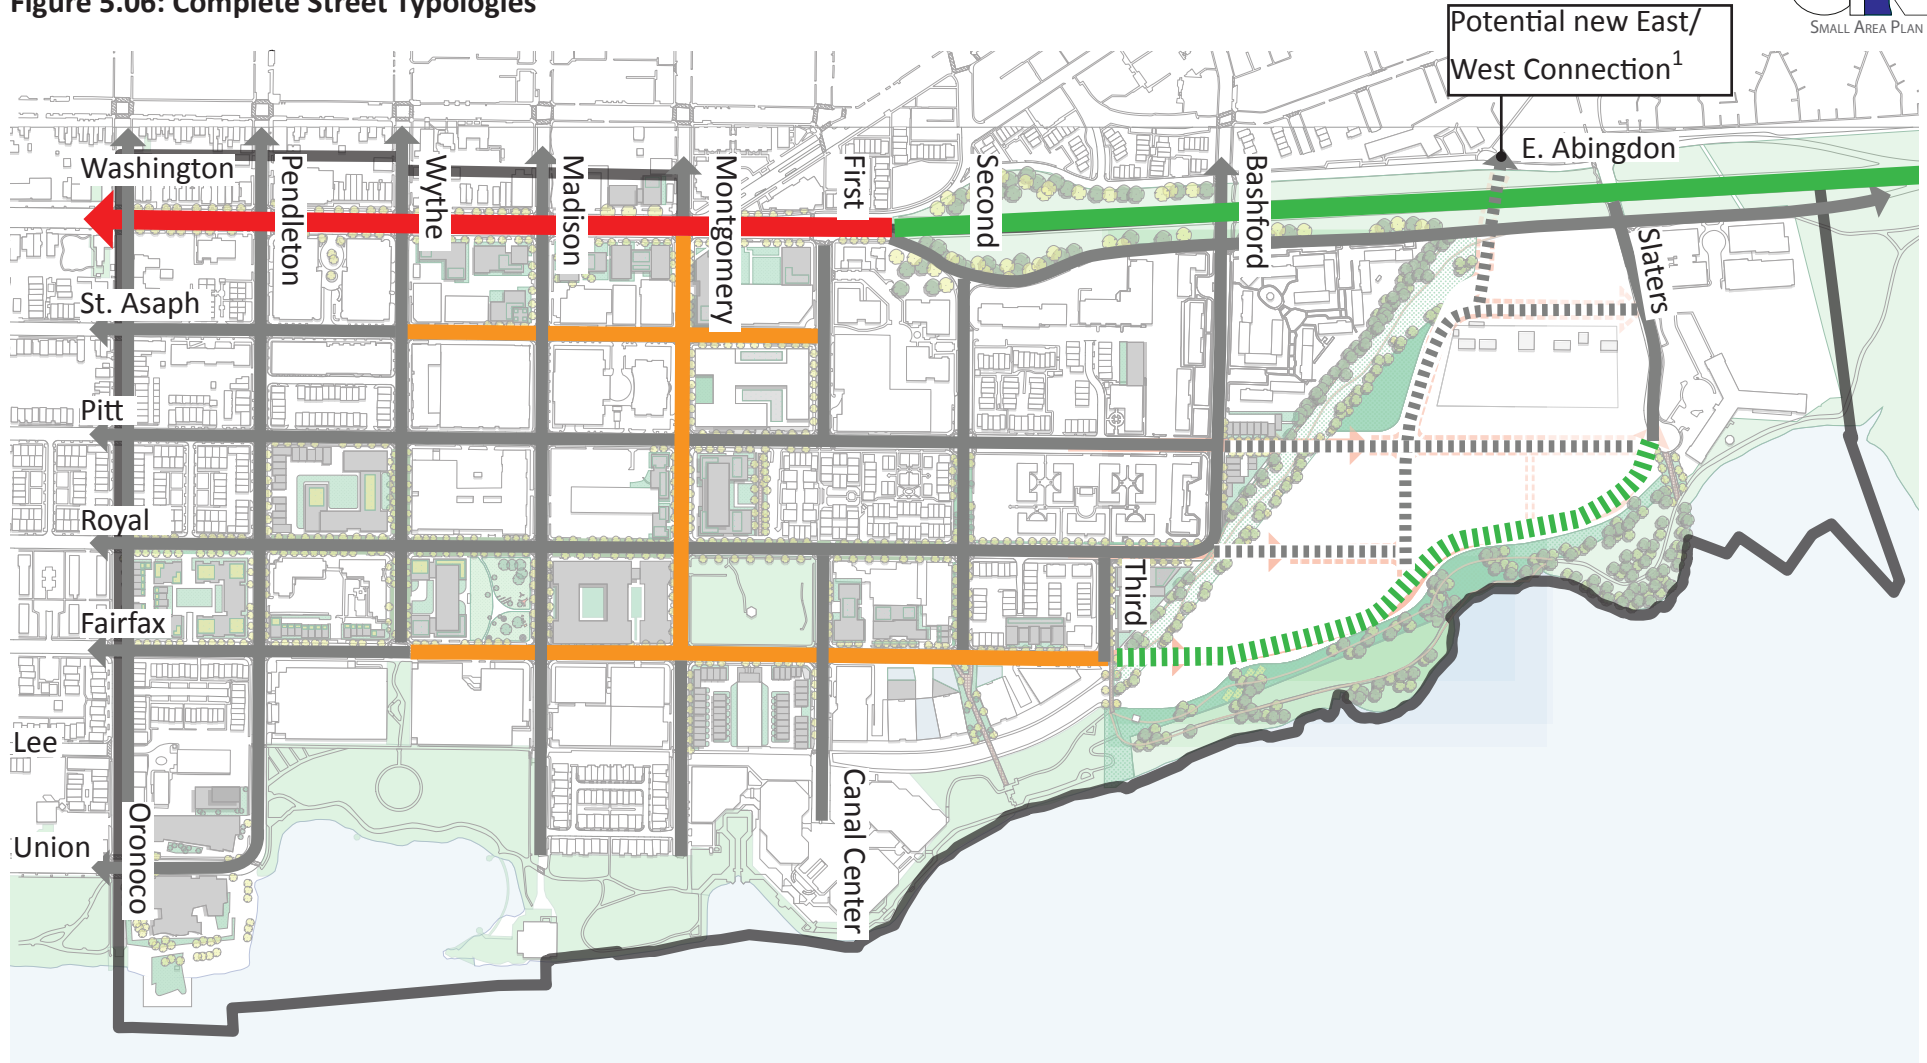 Figure 5.06: Complete Street Typologies
SMALL AREA PLAN
Potential new East/
West Connection1
E. Abingdon
Washington
Pendleton
Wythe
Madison
Montgomery
First
Second
Bashford
Slaters
St. Asaph
Pitt
Royal
Fairfax
Third
Lee
Union
Oronoco
Canal Center